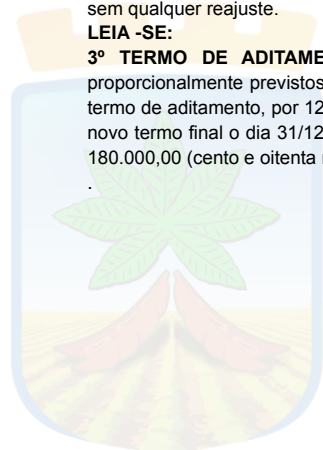 sem qualquer reajuste.
LEIA -SE:
3º TERMO DE ADITAME
proporcionalmente previstos
termo de aditamento, por 12
novo termo final o dia 31/12
180.000,00 (cento e oitenta
.